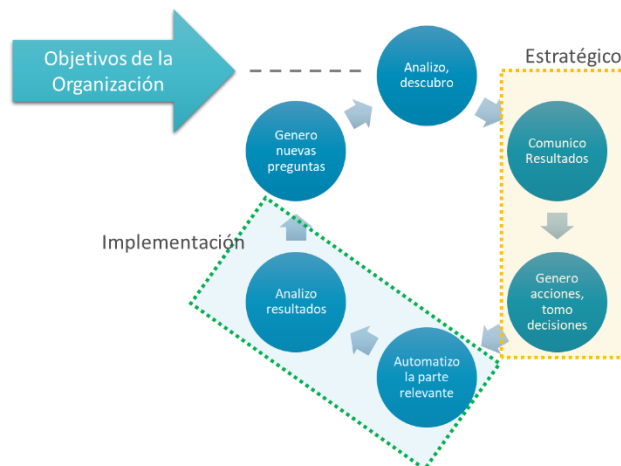 Objetivos de la
Organización
Analizo,
descubro
Estratégico
Comunico
Resultados
Genero
acciones,
tomo
decisiones
Automatizo
la parte
relevante
Implementación
Analizo
resultados
Genero
nuevas
preguntas